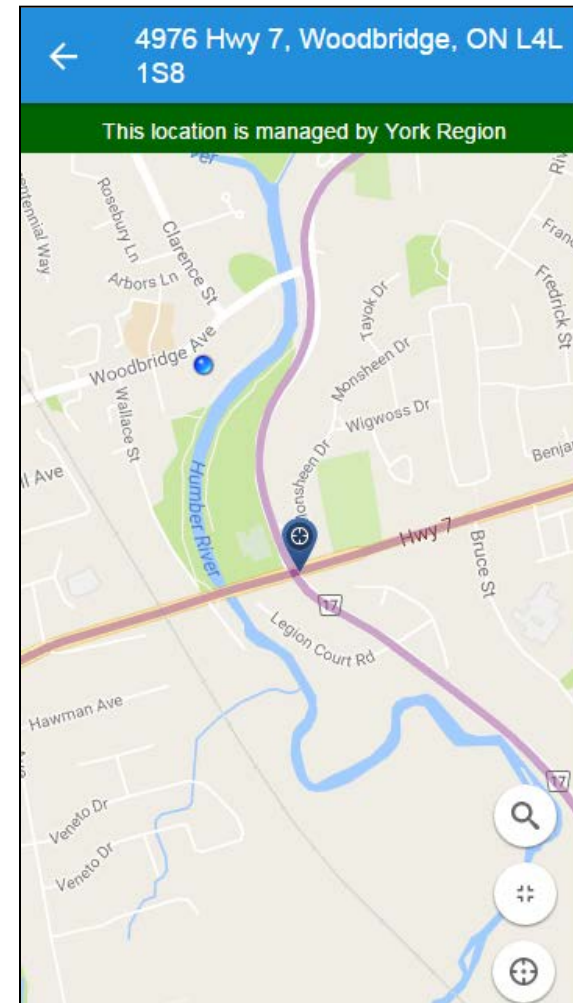 4976 Hwy 7, Woodbridge, ON L4L
1S8
This location is managed by York Region
Rosebury Ln
Clarence St
Arbors Ln
Woodbridge Ave
Wallace St
Humber River
Tayok Dr
Monsheen Dr
Wigwoss Dr
Monsheen Dr
Fredrick St
Hwy 7
Bruce St
17
Legion Court Rd
Hawman Ave
17
Veneto Dr
Veneto Dr